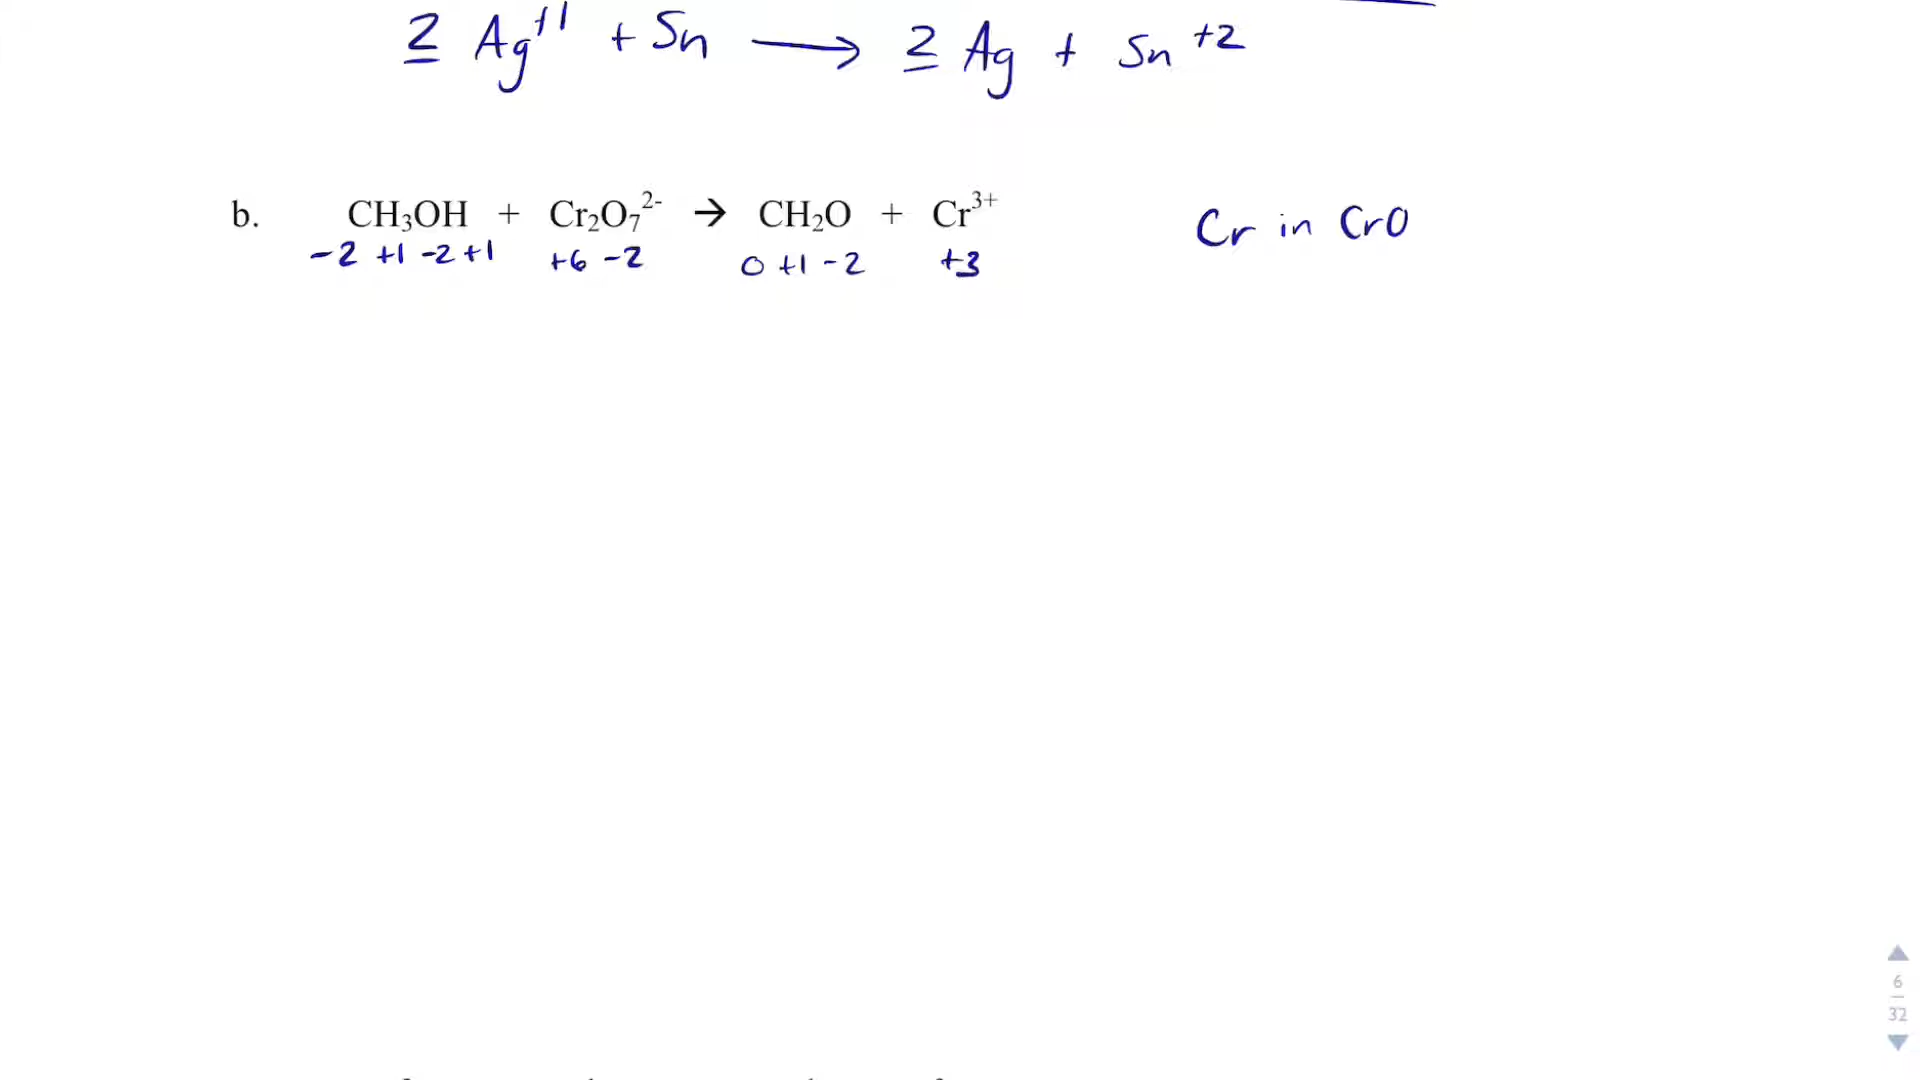 2 Ag⁺¹ + Sn ⟶ 2 Ag + Sn⁺²
b. CH₃OH + Cr₂O₇²⁻ → CH₂O + Cr³⁺ Cr in CrO
-2 +1 -2 +1 +6 -2 0 +1 -2 +3
6
32